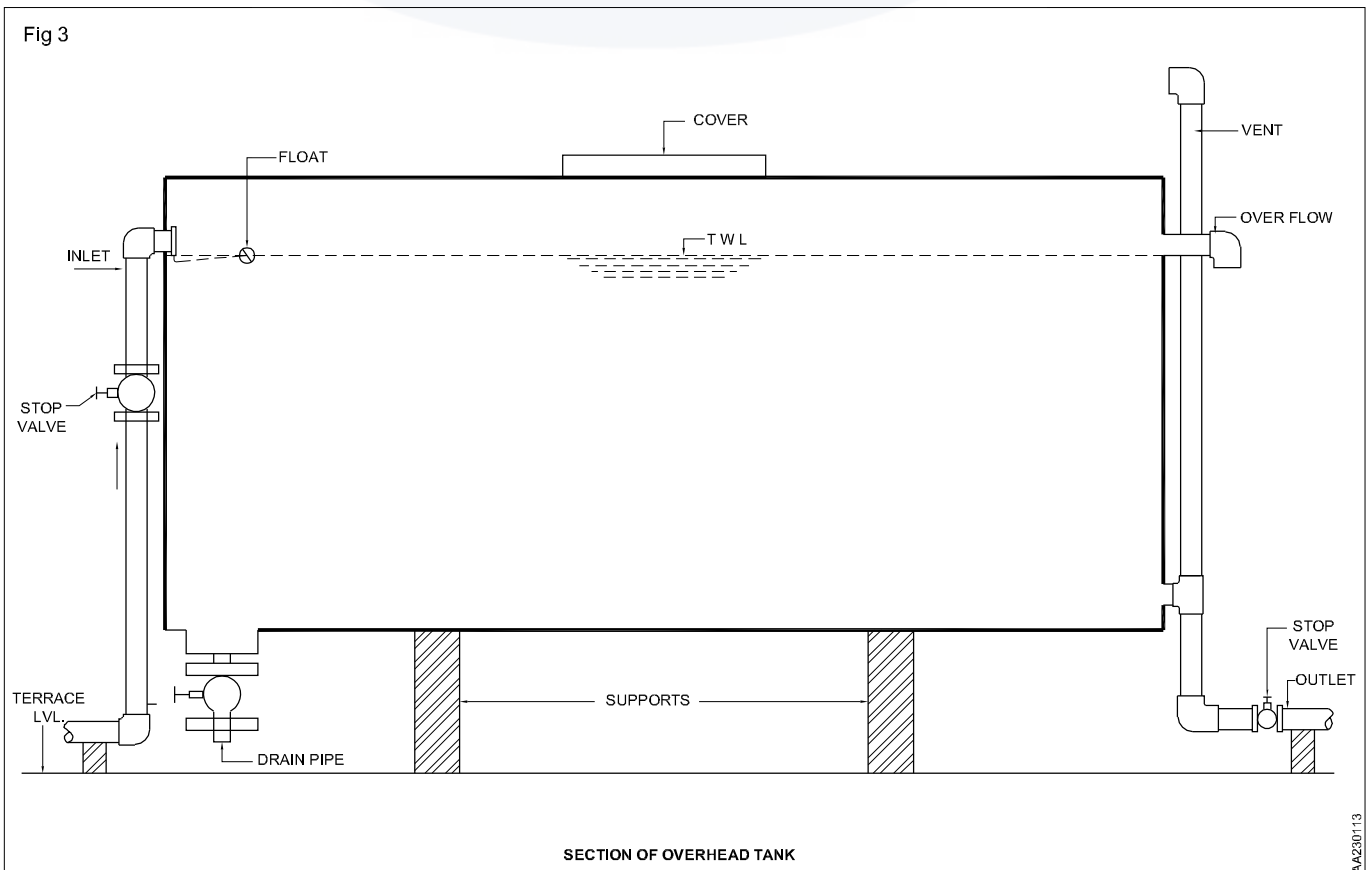 Fig 3
COVER
VENT
FLOAT
OVER FLOW
T W L
INLET
STOP
VALVE
STOP
VALVE
OUTLET
TERRACE
LVL.
SUPPORTS
DRAIN PIPE
SECTION OF OVERHEAD TANK
AA230113